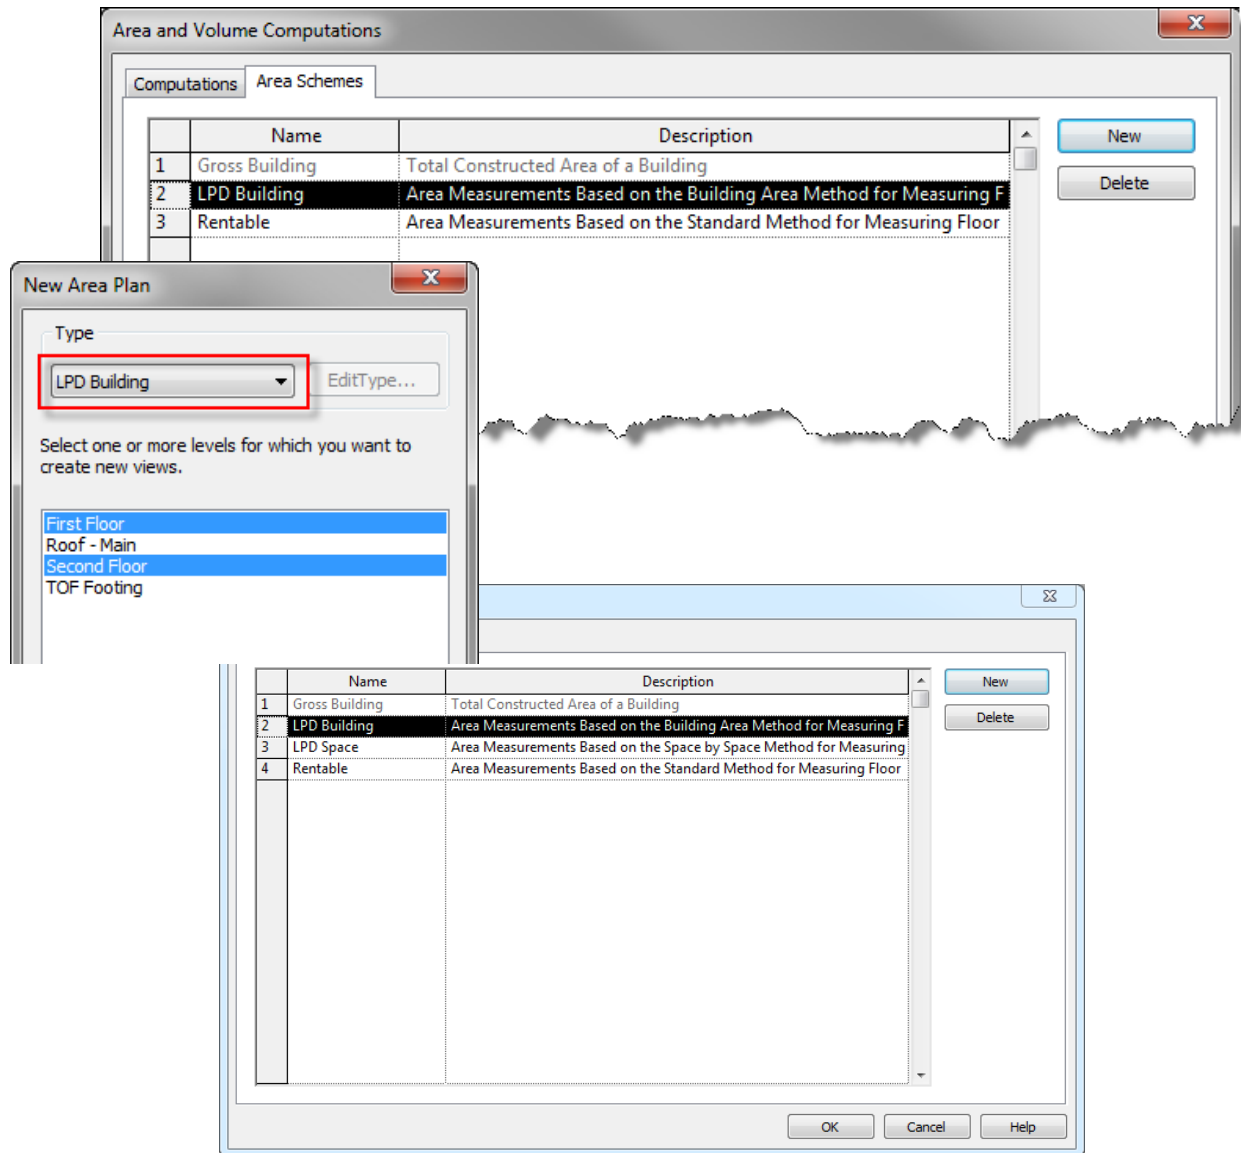 Area and Volume Computations
Computations Area Schemes
Name Description
1 Gross Building Total Constructed Area of a Building
2 LPD Building Area Measurements Based on the Building Area Method for Measuring F
3 Rentable Area Measurements Based on the Standard Method for Measuring Floor
New
Delete
New Area Plan
Type
LPD Building
EditType...
Select one or more levels for which you want to
create new views.
First Floor
Roof - Main
Second Floor
TOF Footing
Name Description
1 Gross Building Total Constructed Area of a Building
2 LPD Building Area Measurements Based on the Building Area Method for Measuring F
3 LPD Space Area Measurements Based on the Space by Space Method for Measuring
4 Rentable Area Measurements Based on the Standard Method for Measuring Floor
New
Delete
OK Cancel Help